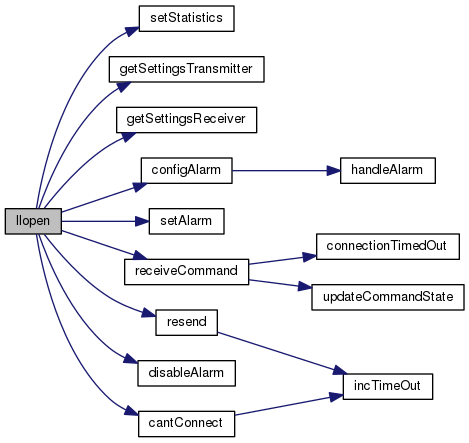 setStatistics
getSettingsTransmitter
getSettingsReceiver
configAlarm
handleAlarm
llopen
setAlarm
connectionTimedOut
receiveCommand
updateCommandState
resend
disableAlarm
incTimeOut
cantConnect